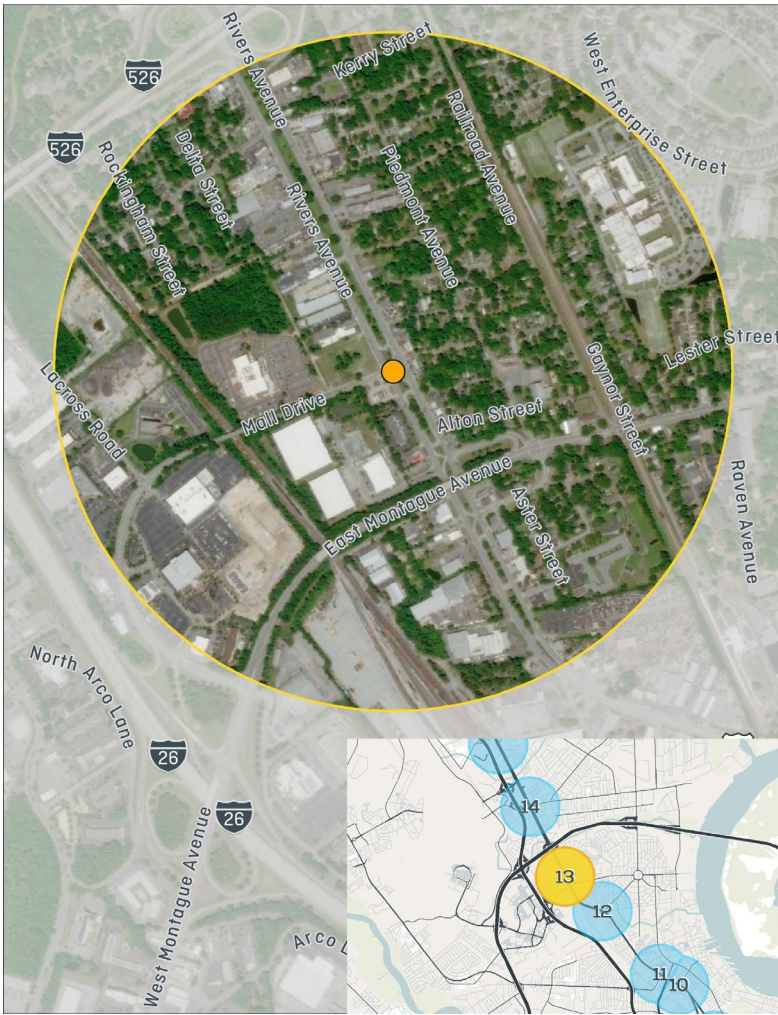 Rivers Avenue
Kerry Street
West Enterprise Street
526
526
Rockingham Street
Delta Street
Rivers Avenue
Piedmont Avenue
Railroad Avenue
Lester Street
Lacross Road
Mall Drive
Alton Street
Gaynor Street
East Montague Avenue
Aster Street
Raven Avenue
North Arco Lane
26
26
West Montague Avenue
Arco L
14
13
12
11
10